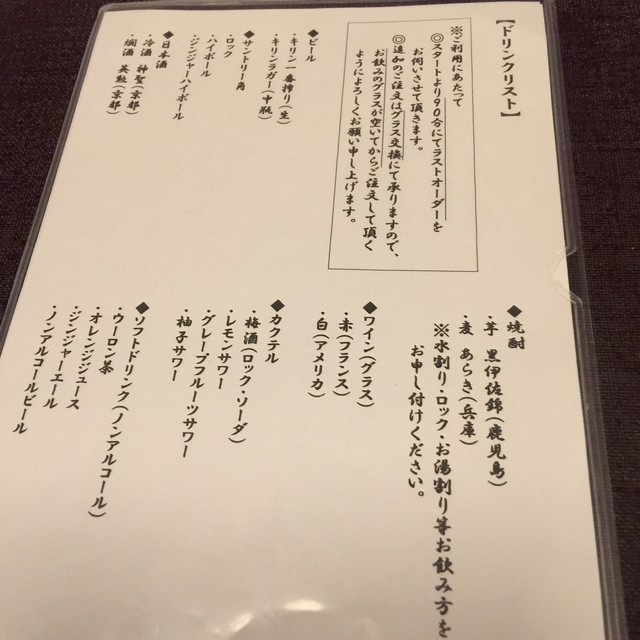 【ドリンクリスト】
※ご利用にあたって
◎スタートより90分にてラストオーダーを
お伺いさせて頂きます。
◎追加のご注文はグラス交換にて承りますので、
お飲みのグラスが空いてからご注文して頂く
ようによろしくお願い申し上げます。
◆ビール
・キリン一番搾り(生)
・キリンラガー(中瓶)
◆サントリー角
・ロック
・ハイボール
・ジンジャーハイボール
◆日本酒
・冷酒 神聖(京都)
・燗酒 英勲(京都)
◆焼酎
・芋 黒伊佐錦(鹿児島)
・麦 あらき(兵庫)
※水割り・ロック・お湯割り等お飲み方を
お申し付けください。
◆ワイン(グラス)
・赤(フランス)
・白(アメリカ)
◆カクテル
・梅酒(ロック・ソーダ)
・レモンサワー
・グレープフルーツサワー
・柚子サワー
◆ソフトドリンク(ノンアルコール)
・ウーロン茶
・オレンジジュース
・ジンジャーエール
・ノンアルコールビール